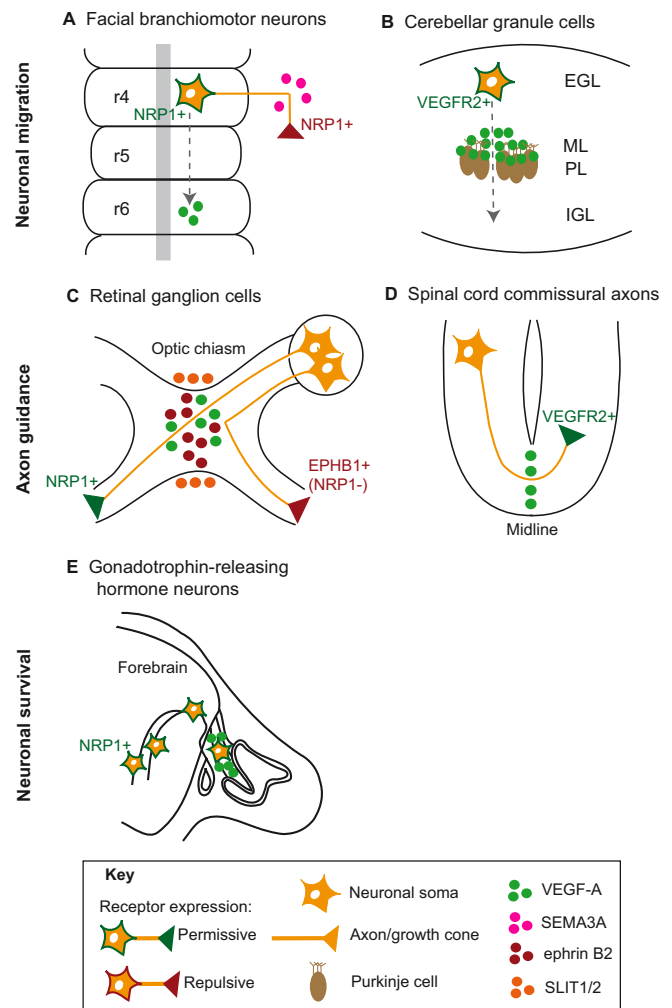 Neuronal migration
A Facial branchiomotor neurons
r4
NRP1+
NRP1+
r5
r6
B Cerebellar granule cells
EGL
VEGFR2+
ML
PL
IGL
Axon guidance
C Retinal ganglion cells
Optic chiasm
NRP1+
EPHB1+
(NRP1-)
D Spinal cord commissural axons
VEGFR2+
Midline
Neuronal survival
E Gonadotrophin-releasing
hormone neurons
Forebrain
NRP1+
Key
Receptor expression:
Permissive
Repulsive
Neuronal soma
Axon/growth cone
Purkinje cell
VEGF-A
SEMA3A
ephrin B2
SLIT1/2